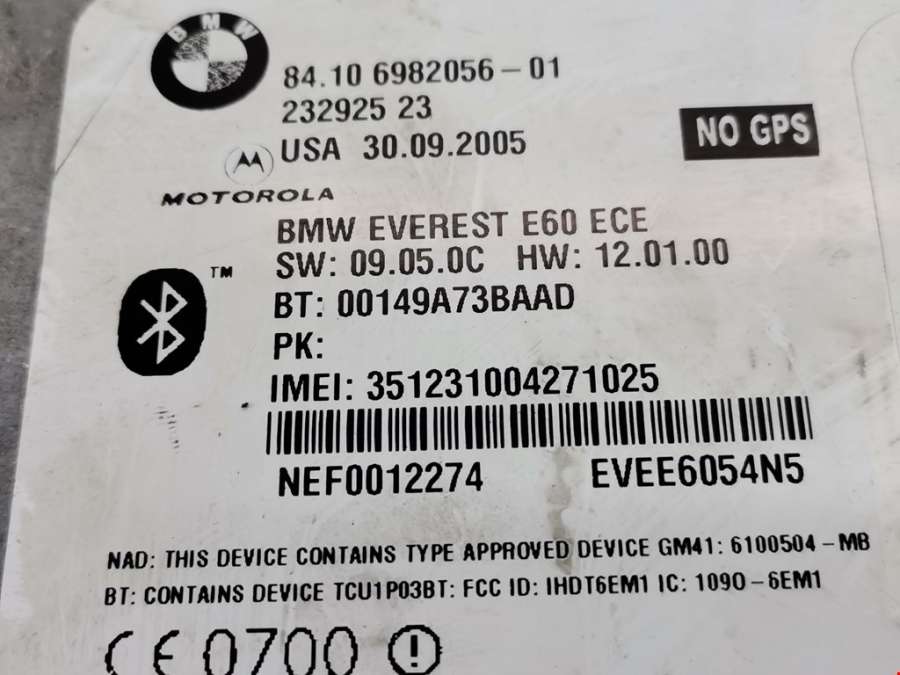 BMW
84.10 6982056-01
232925 23
USA 30.09.2005
NO GPS
MOTOROLA
BMW EVEREST E60 ECE
SW: 09.05.0C HW: 12.01.00
TM
BT: 00149A73BAAD
PK:
IMEI: 351231004271025
NEF0012274 EVEE6054N5
NAD: THIS DEVICE CONTAINS TYPE APPROVED DEVICE GM41: 6100504-MB
BT: CONTAINS DEVICE TCU1P03BT: FCC ID: IHDT6EM1 IC: 1090-6EM1
CE 0700 !